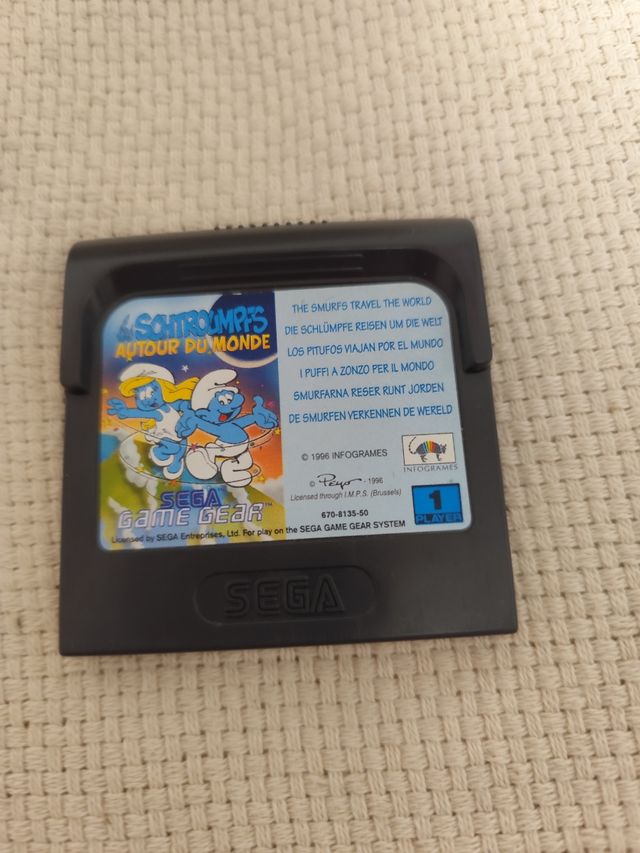 Les SCHTROUMPFS
AUTOUR DU MONDE
SEGA
GAME GEAR™
THE SMURFS TRAVEL THE WORLD
DIE SCHLÜMPFE REISEN UM DIE WELT
LOS PITUFOS VIAJAN POR EL MUNDO
I PUFFI A ZONZO PER IL MONDO
SMURFARNA RESER RUNT JORDEN
DE SMURFEN VERKENNEN DE WERELD
© 1996 INFOGRAMES
INFOGRAMES
© Peyo - 1996
Licensed through I.M.P.S. (Brussels)
670-8135-50
1
PLAYER
Licensed by SEGA Entreprises, Ltd. For play on the SEGA GAME GEAR SYSTEM
SEGA